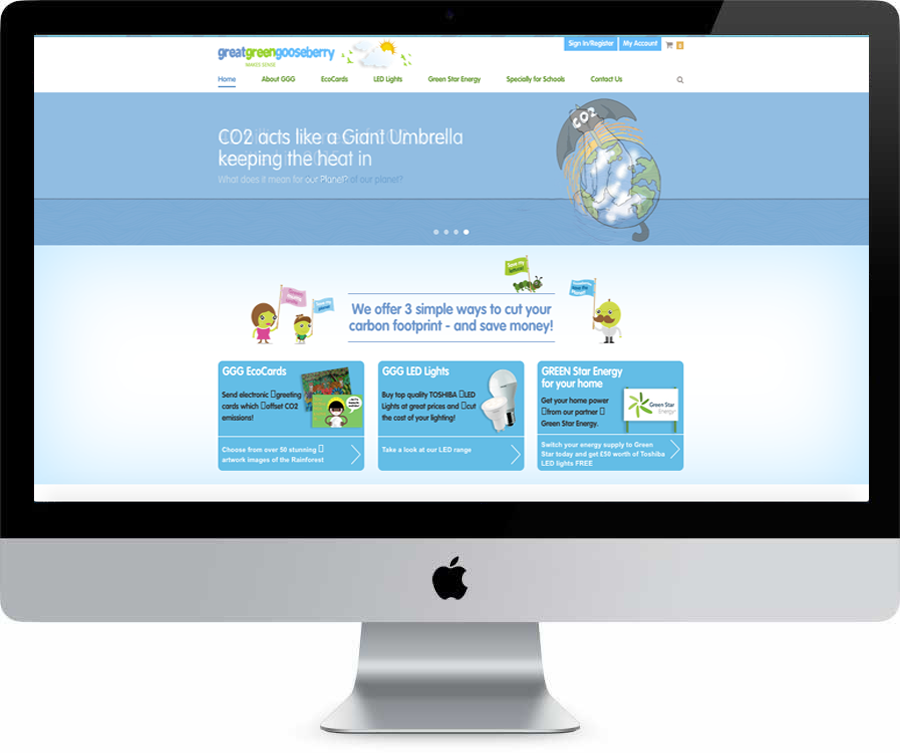 greatgreengooseberry
MAKES SENSE
Sign In/Register
My Account
0
Home
About GGG
EcoCards
LED Lights
Green Star Energy
Specially for Schools
Contact Us
CO2 acts like a Giant Umbrella
keeping the heat in
What does it mean for our Planet? of our planet?
CO2
We offer 3 simple ways to cut your
carbon footprint - and save money!
GGG EcoCards
Send electronic greeting
cards which offset CO2
emissions!
Choose from over 50 stunning
artwork images of the Rainforest
GGG LED Lights
Buy top quality TOSHIBA LED
Lights at great prices and cut
the cost of your lighting!
Take a look at our LED range
GREEN Star Energy
for your home
Get your home power
from our partner
Green Star Energy.
Green Star
Energy
Switch your energy supply to Green
Star today and get £50 worth of Toshiba
LED lights FREE